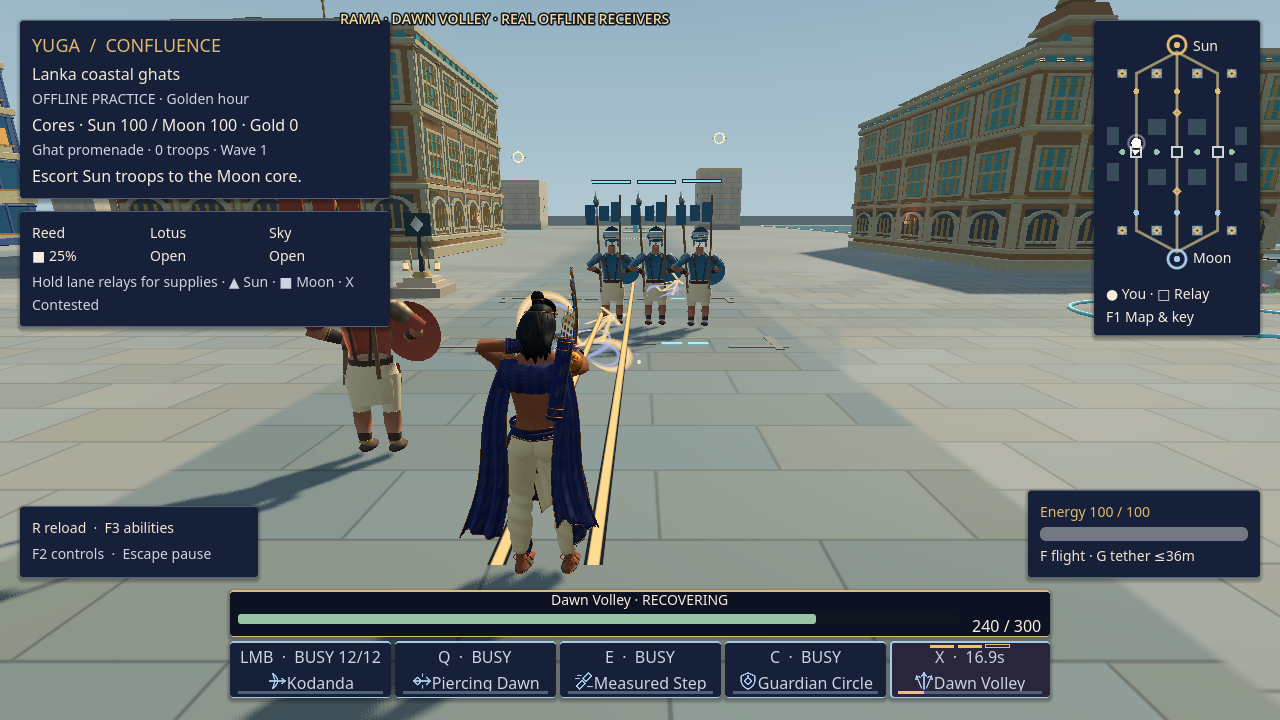 RAMA · DAWN VOLLEY · REAL OFFLINE RECEIVERS
YUGA / CONFLUENCE
Lanka coastal ghats
OFFLINE PRACTICE · Golden hour
Cores · Sun 100 / Moon 100 · Gold 0
Ghat promenade · 0 troops · Wave 1
Escort Sun troops to the Moon core.
Reed Lotus Sky
■ 25% Open Open
Hold lane relays for supplies · ▲ Sun · ■ Moon · X
Contested
Sun
Moon
● You · □ Relay
F1 Map & key
R reload · F3 abilities
F2 controls · Escape pause
Energy 100 / 100
F flight · G tether ≤36m
Dawn Volley · RECOVERING
240 / 300
LMB · BUSY 12/12
Kodanda
Q · BUSY
Piercing Dawn
E · BUSY
Measured Step
C · BUSY
Guardian Circle
X · 16.9s
Dawn Volley